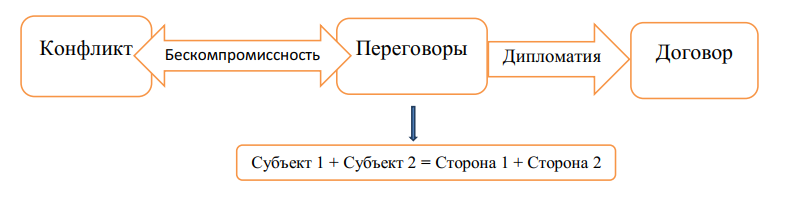 Конфликт
Бескомпромиссность
Переговоры
Дипломатия
Договор
Субъект 1 + Субъект 2 = Сторона 1 + Сторона 2